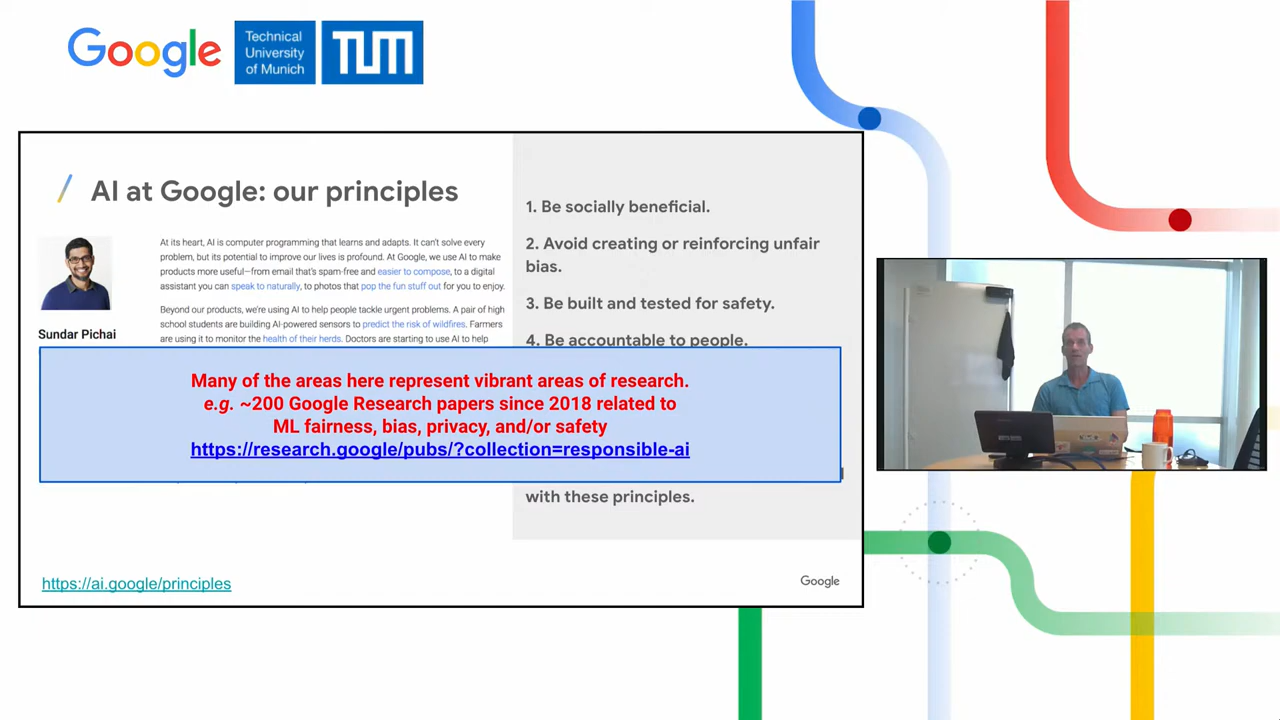 Google
Technical
University
of Munich
TUM
AI at Google: our principles
At its heart, AI is computer programming that learns and adapts. It can't solve every
problem, but its potential to improve our lives is profound. At Google, we use AI to make
products more useful—from email that's spam-free and easier to compose, to a digital
assistant you can speak to naturally, to photos that pop the fun stuff out for you to enjoy.
Beyond our products, we're using AI to help people tackle urgent problems. A pair of high
school students are building AI-powered sensors to predict the risk of wildfires. Farmers
are using it to monitor the health of their herds. Doctors are starting to use AI to help
Sundar Pichai
1. Be socially beneficial.
2. Avoid creating or reinforcing unfair
bias.
3. Be built and tested for safety.
4. Be accountable to people.
Many of the areas here represent vibrant areas of research.
e.g. ~200 Google Research papers since 2018 related to
ML fairness, bias, privacy, and/or safety
https://research.google/pubs/?collection=responsible-ai
with these principles.
https://ai.google/principles
Google